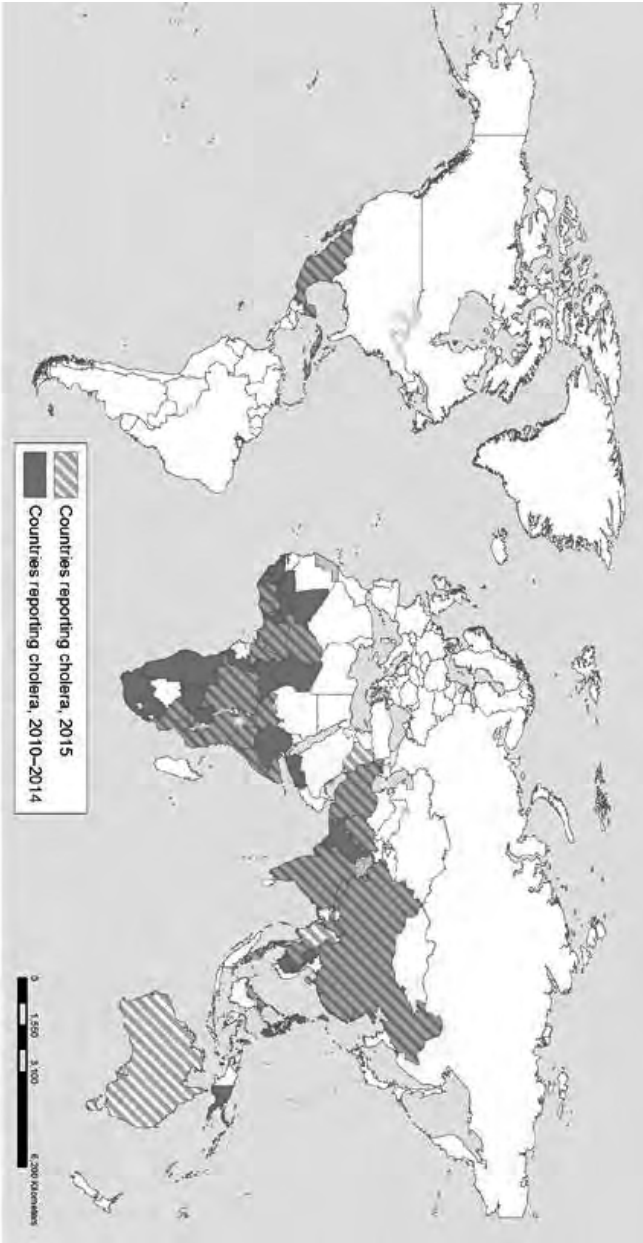 Countries reporting cholera, 2015
Countries reporting cholera, 2010–2014
0 1,550 3,100 6,200 Kilometers